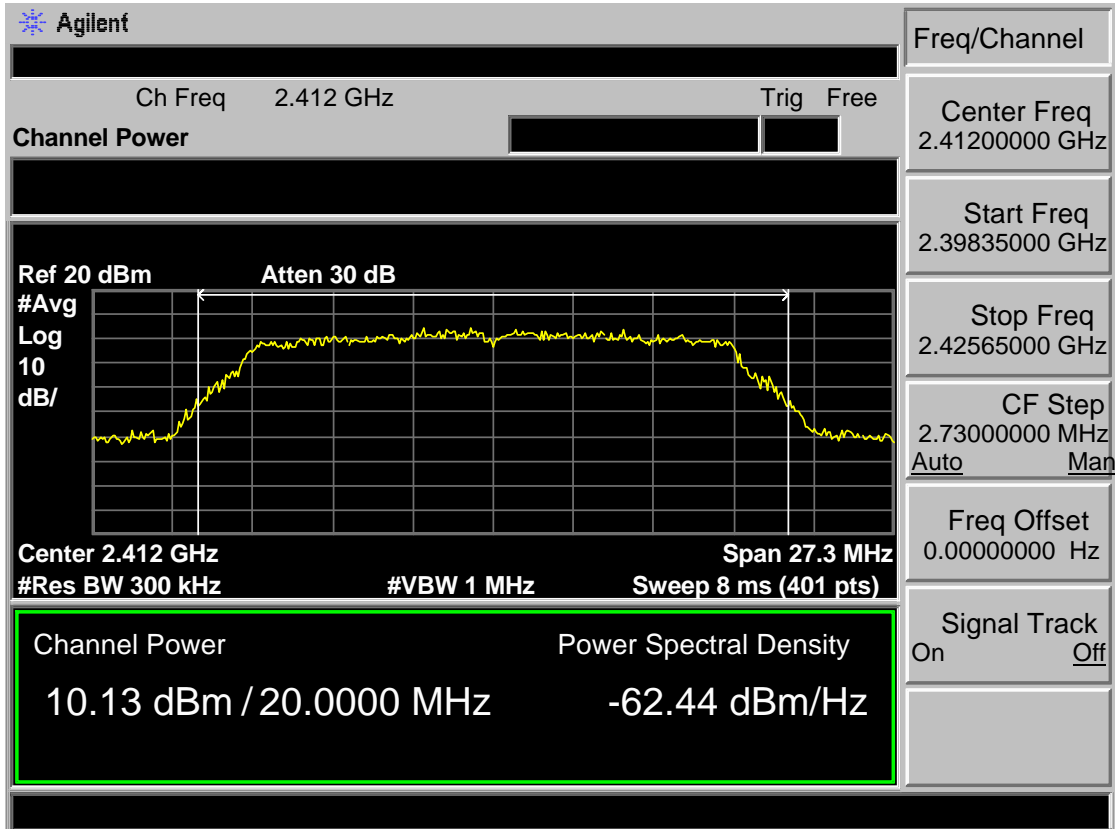 Agilent
Freq/Channel
Ch Freq 2.412 GHz Trig Free
Channel Power
Center Freq
2.41200000 GHz
Start Freq
2.39835000 GHz
Stop Freq
2.42565000 GHz
CF Step
2.73000000 MHz
Auto Man
Freq Offset
0.00000000 Hz
Signal Track
On Off
Ref 20 dBm Atten 30 dB
#Avg
Log
10
dB/
Center 2.412 GHz Span 27.3 MHz
#Res BW 300 kHz #VBW 1 MHz Sweep 8 ms (401 pts)
Channel Power Power Spectral Density
10.13 dBm / 20.0000 MHz -62.44 dBm/Hz